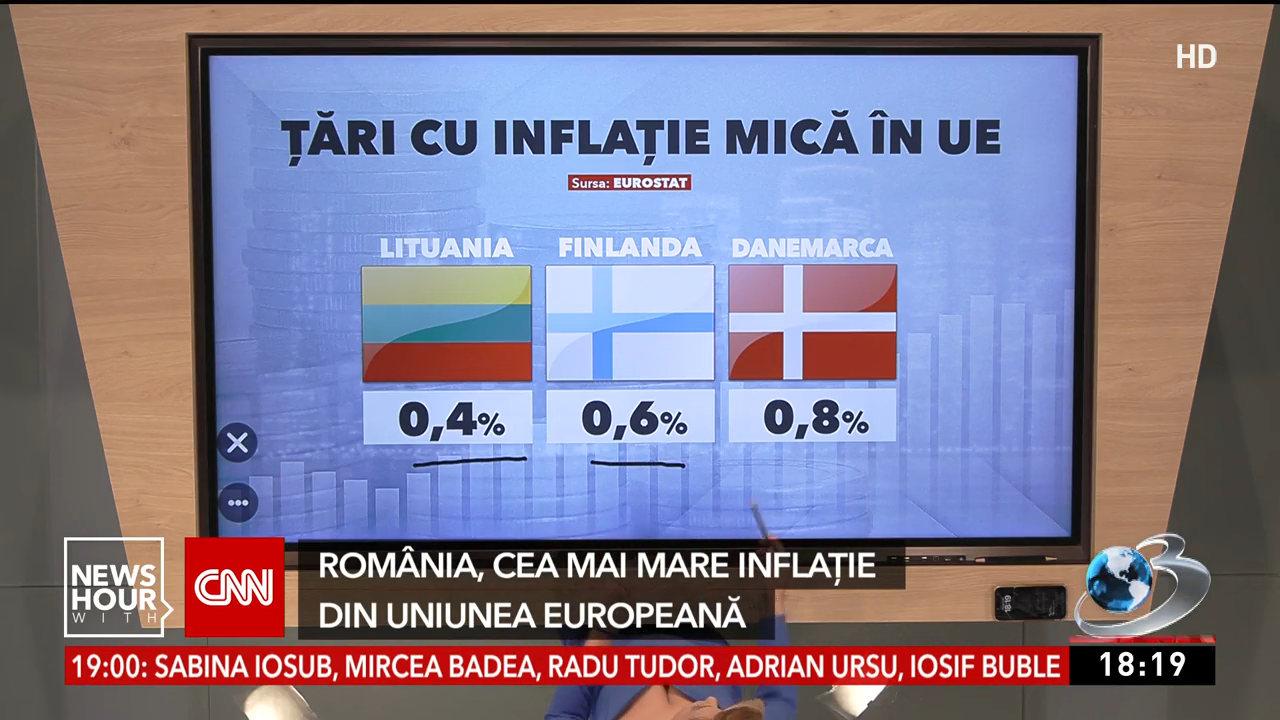 HD
ȚĂRI CU INFLAȚIE MICĂ ÎN UE
Sursa: EUROSTAT
LITUANIA FINLANDA DANEMARCA
0,4% 0,6% 0,8%
NEWS
HOUR
WITH
CNN
ROMÂNIA, CEA MAI MARE INFLAȚIE
DIN UNIUNEA EUROPEANĂ
3
19:00: SABINA IOSUB, MIRCEA BADEA, RADU TUDOR, ADRIAN URSU, IOSIF BUBLE
18:19